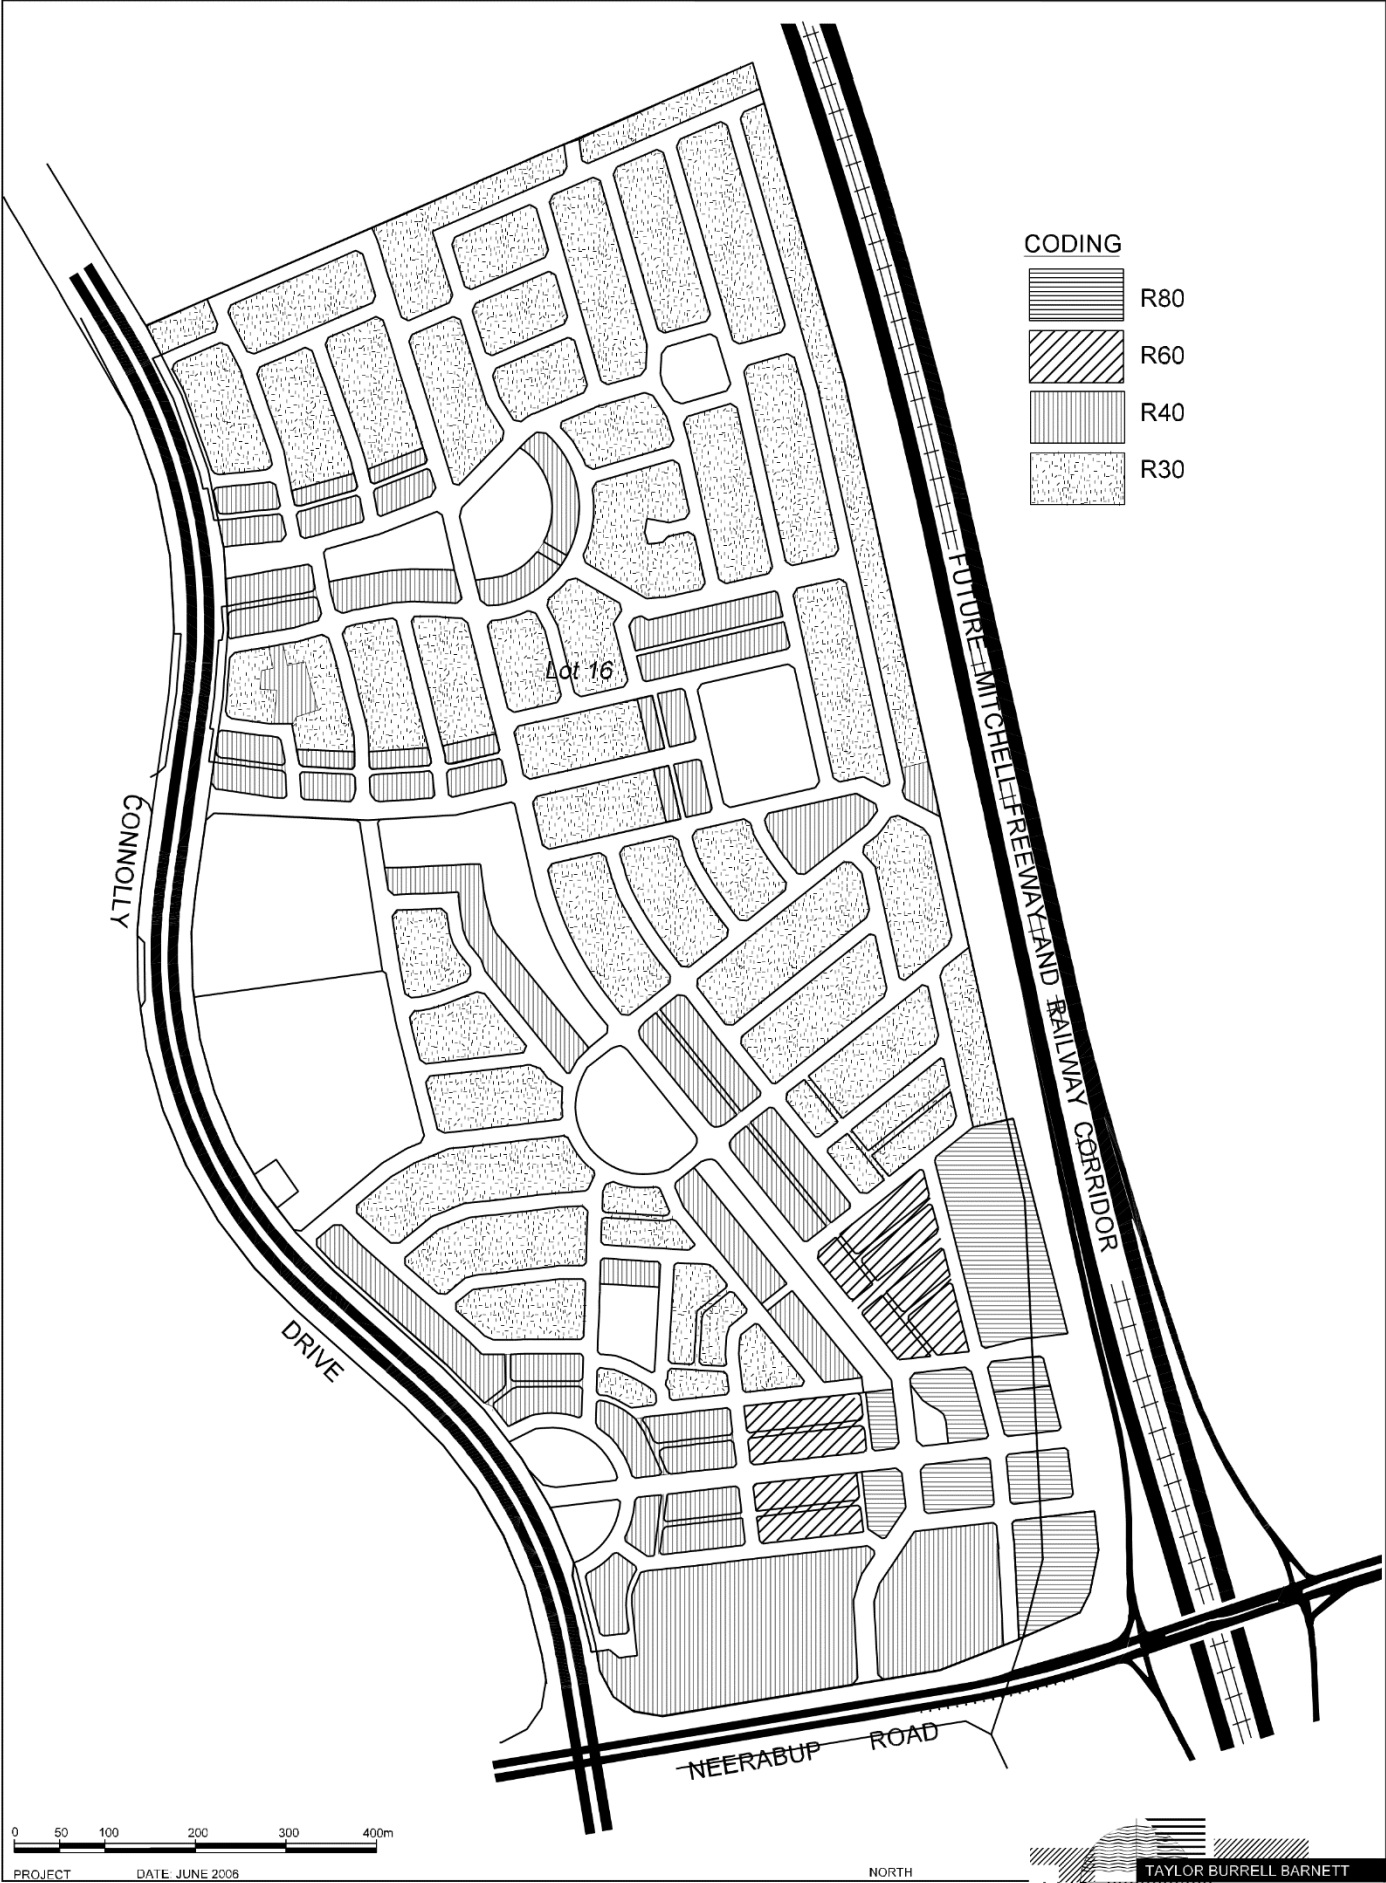 CODING
R80
R60
R40
R30
FUTURE MITCHELL FREEWAY AND RAILWAY CORRIDOR
Lot 16
CONNOLLY
DRIVE
NEERABUP ROAD
0 50 100 200 300 400m
PROJECT DATE: JUNE 2006 NORTH
TAYLOR BURRELL BARNETT